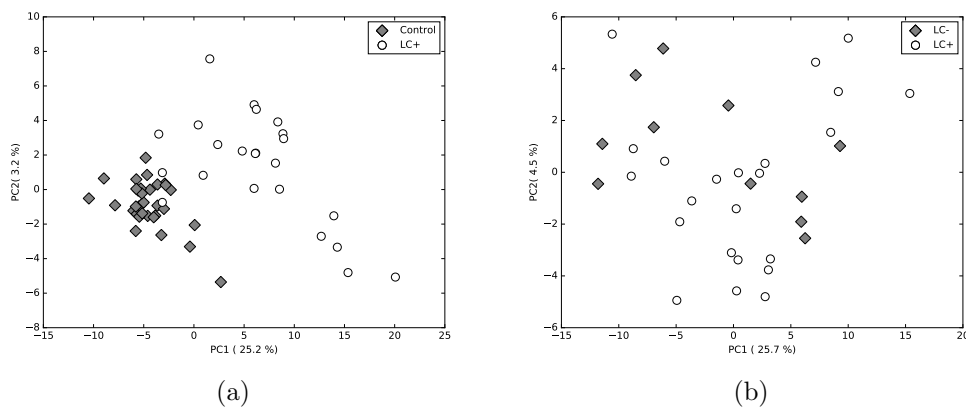 Control
LC+
10
8
6
4
2
0
−2
−4
−6
−8
PC2( 3.2 %)
−15 −10 −5 0 5 10 15 20 25
PC1 ( 25.2 %)
(a)
LC-
LC+
6
4
2
0
−2
−4
−6
PC2( 4.5 %)
−15 −10 −5 0 5 10 15 20
PC1 ( 25.7 %)
(b)